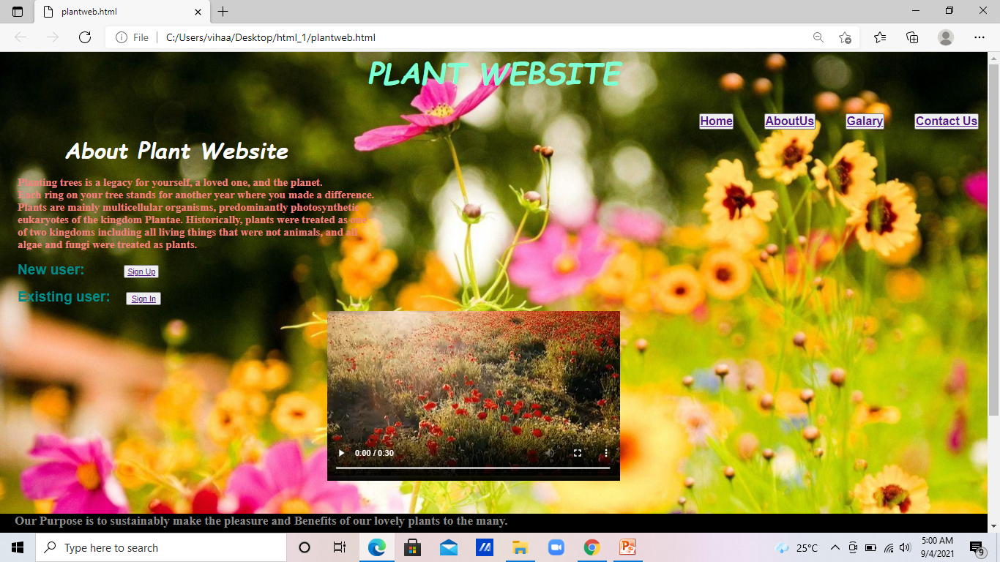 plantweb.html
File
C:/Users/vihaa/Desktop/html_1/plantweb.html
PLANT WEBSITE
Home AboutUs Galary Contact Us
About Plant Website
Planting trees is a legacy for yourself, a loved one, and the planet.
Each ring on your tree stands for another year where you made a difference.
Plants are mainly multicellular organisms, predominantly photosynthetic
eukaryotes of the kingdom Plantae. Historically, plants were treated as one
of two kingdoms including all living things that were not animals, and all
algae and fungi were treated as plants.
New user: Sign Up
Existing user: Sign In
0:00 / 0:30
Our Purpose is to sustainably make the pleasure and Benefits of our lovely plants to the many.
Type here to search
25°C
5:00 AM
9/4/2021
9